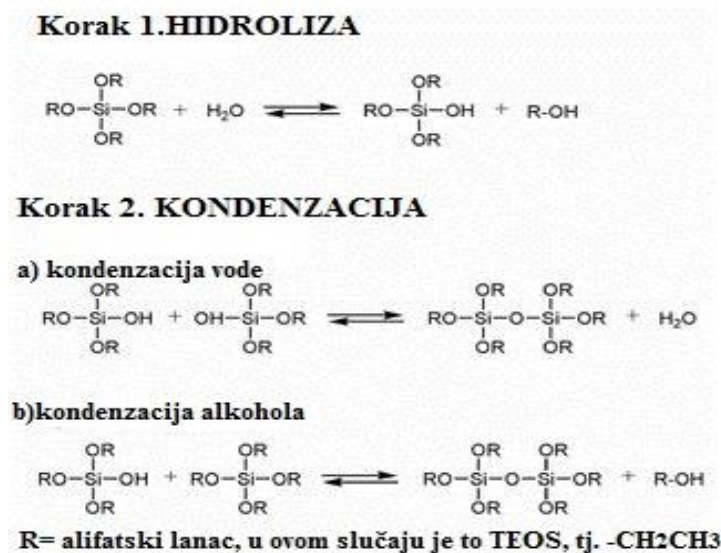 Korak 1.HIDROLIZA
OR
RO–Si–OR + H₂O ⇌ RO–Si–OH + R-OH
OR
OR
OR
Korak 2. KONDENZACIJA
a) kondenzacija vode
OR OR OR OR
RO–Si–OH + OH–Si–OR ⇌ RO–Si–O–Si–OR + H₂O
OR OR OR OR
b)kondenzacija alkohola
OR OR OR OR
RO–Si–OH + RO–Si–OR ⇌ RO–Si–O–Si–OR + R-OH
OR OR OR OR
R= alifatski lanac, u ovom slučaju je to TEOS, tj. -CH2CH3